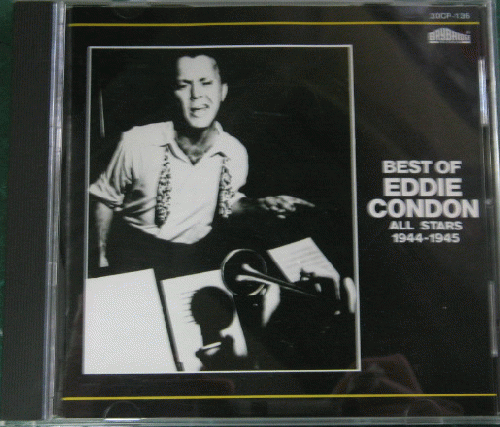 30CP-136
BEST OF
EDDIE
CONDON
ALL STARS
1944-1945